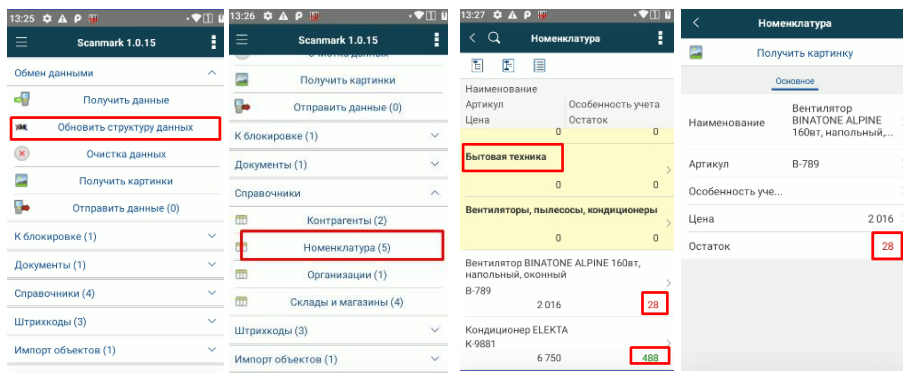 13:25
Scanmark 1.0.15
Обмен данными
Получить данные
XML
Обновить структуру данных
Очистка данных
Получить картинки
Отправить данные (0)
К блокировке (1)
Документы (1)
Справочники (4)
Штрихкоды (3)
Импорт объектов (1)
13:26
Scanmark 1.0.15
Очистка данных
Получить картинки
Отправить данные (0)
К блокировке (1)
Документы (1)
Справочники
Контрагенты (2)
Номенклатура (5)
Организации (1)
Склады и магазины (4)
Штрихкоды (3)
Импорт объектов (1)
13:27
Номенклатура
Наименование
Артикул Особенность учета
Цена Остаток
0 0
Бытовая техника
0 0
Вентиляторы, пылесосы, кондиционеры
0 0
Вентилятор BINATONE ALPINE 160вт,
напольный, оконный
B-789
2 016 28
Кондиционер ELEKTA
K-9881
6 750 488
Номенклатура
Получить картинку
Основное
Наименование
Вентилятор
BINATONE ALPINE
160вт, напольный,...
Артикул B-789
Особенность уче...
Цена 2 016
Остаток 28